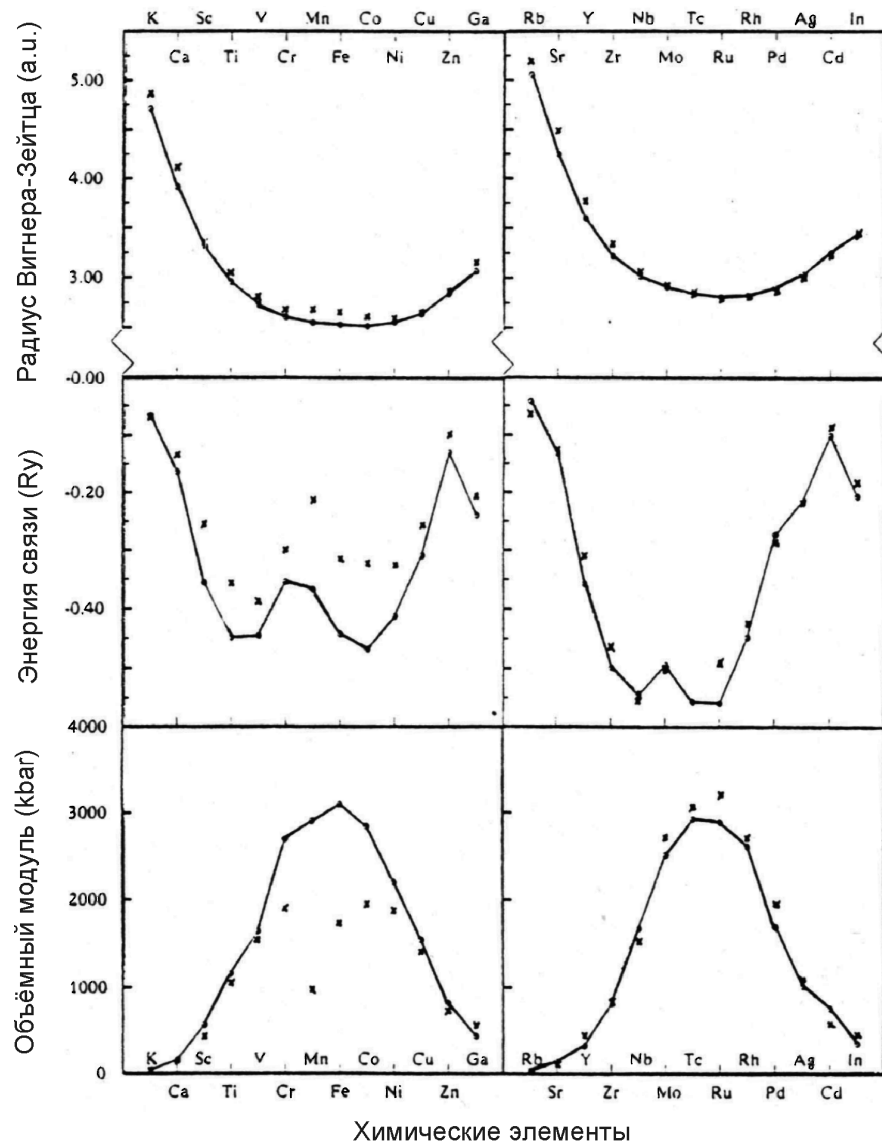 K Sc V Mn Co Cu Ga Rb Y Nb Tc Rh Ag In
Ca Ti Cr Fe Ni Zn Sr Zr Mo Ru Pd Cd
Радиус Вигнера-Зейтца (a.u.)
5.00
4.00
3.00
-0.00
Энергия связи (Ry)
-0.20
-0.40
4000
Объёмный модуль (kbar)
3000
2000
1000
0
K Sc V Mn Co Cu Ga Rb Y Nb Tc Rh Ag In
Ca Ti Cr Fe Ni Zn Sr Zr Mo Ru Pd Cd
Химические элементы